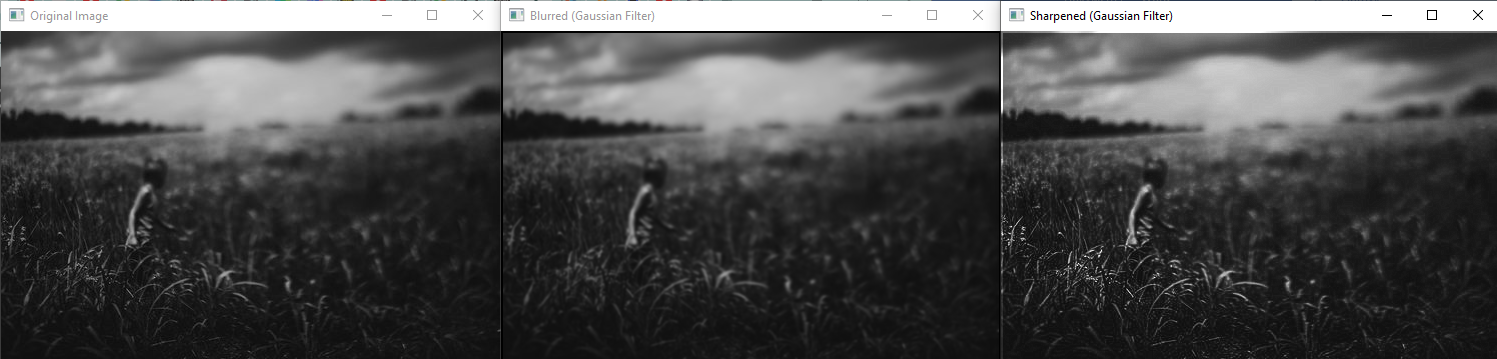 Original Image
Blurred (Gaussian Filter)
Sharpened (Gaussian Filter)